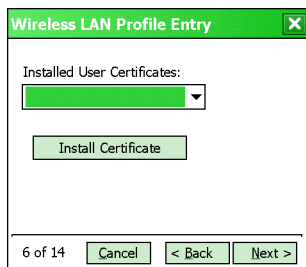 Wireless LAN Profile Entry
Installed User Certificates:
Install Certificate
6 of 14 Cancel < Back Next >